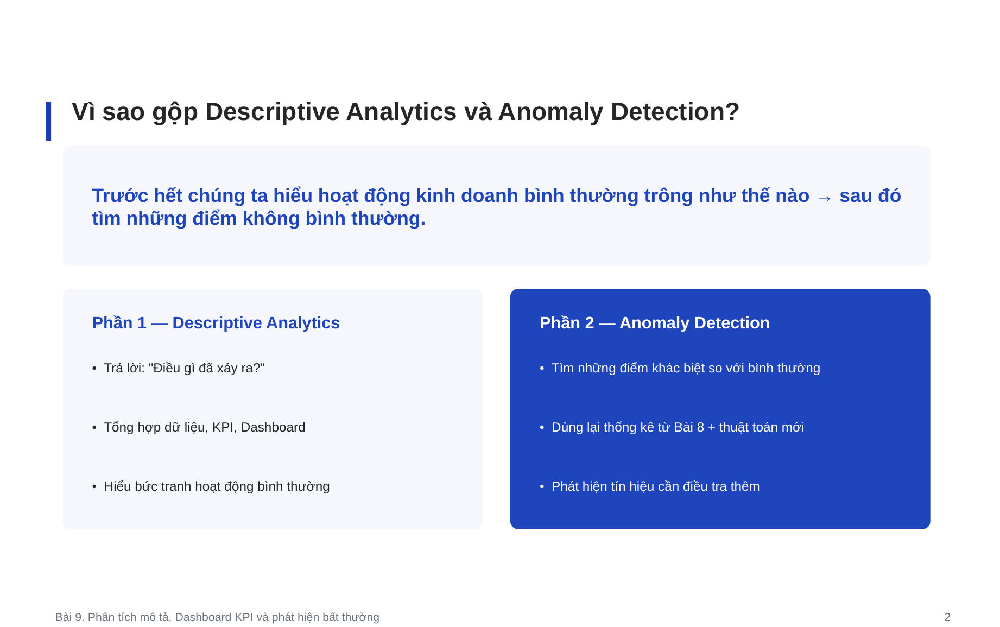 Vì sao gộp Descriptive Analytics và Anomaly Detection?
Trước hết chúng ta hiểu hoạt động kinh doanh bình thường trông như thế nào → sau đó
tìm những điểm không bình thường.
Phần 1 — Descriptive Analytics
• Trả lời: "Điều gì đã xảy ra?"
• Tổng hợp dữ liệu, KPI, Dashboard
• Hiểu bức tranh hoạt động bình thường
Phần 2 — Anomaly Detection
• Tìm những điểm khác biệt so với bình thường
• Dùng lại thống kê từ Bài 8 + thuật toán mới
• Phát hiện tín hiệu cần điều tra thêm
Bài 9. Phân tích mô tả, Dashboard KPI và phát hiện bất thường
2